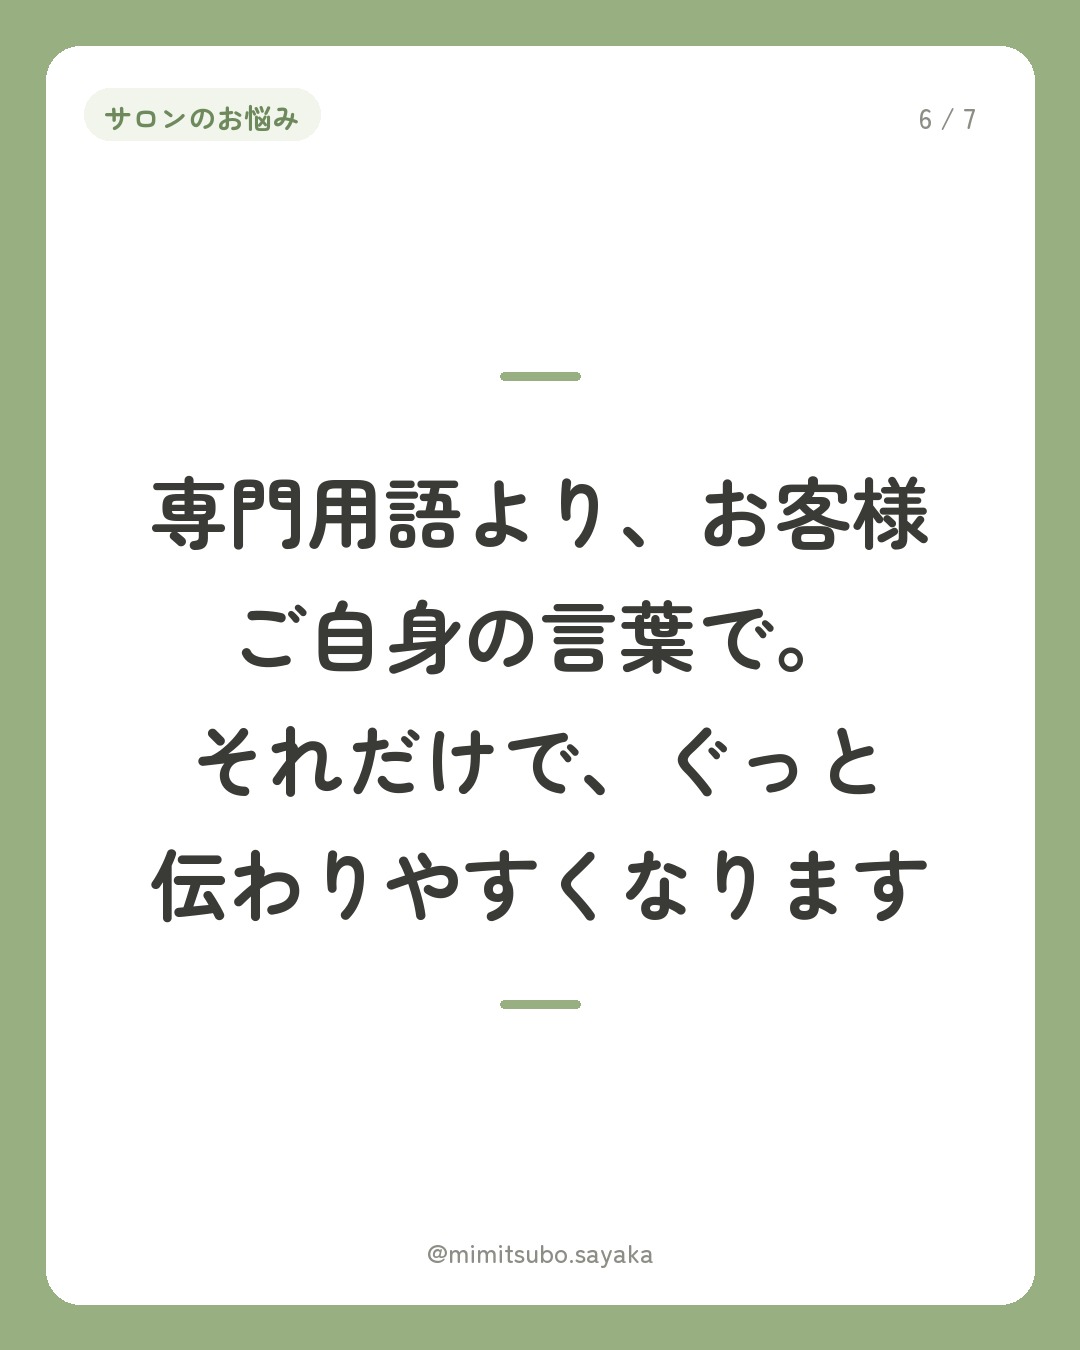 サロンのお悩み
6 / 7
専門用語より、お客様
ご自身の言葉で。
それだけで、ぐっと
伝わりやすくなります
@mimitsubo.sayaka